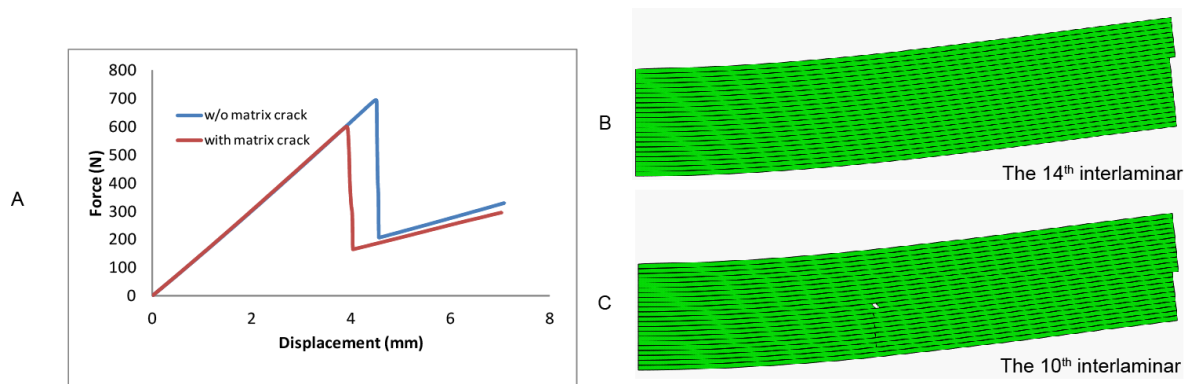 A
800
700
600
500
400
300
200
100
0
Force (N)
w/o matrix crack
with matrix crack
0 2 4 6 8
Displacement (mm)
B
The 14th interlaminar
C
The 10th interlaminar